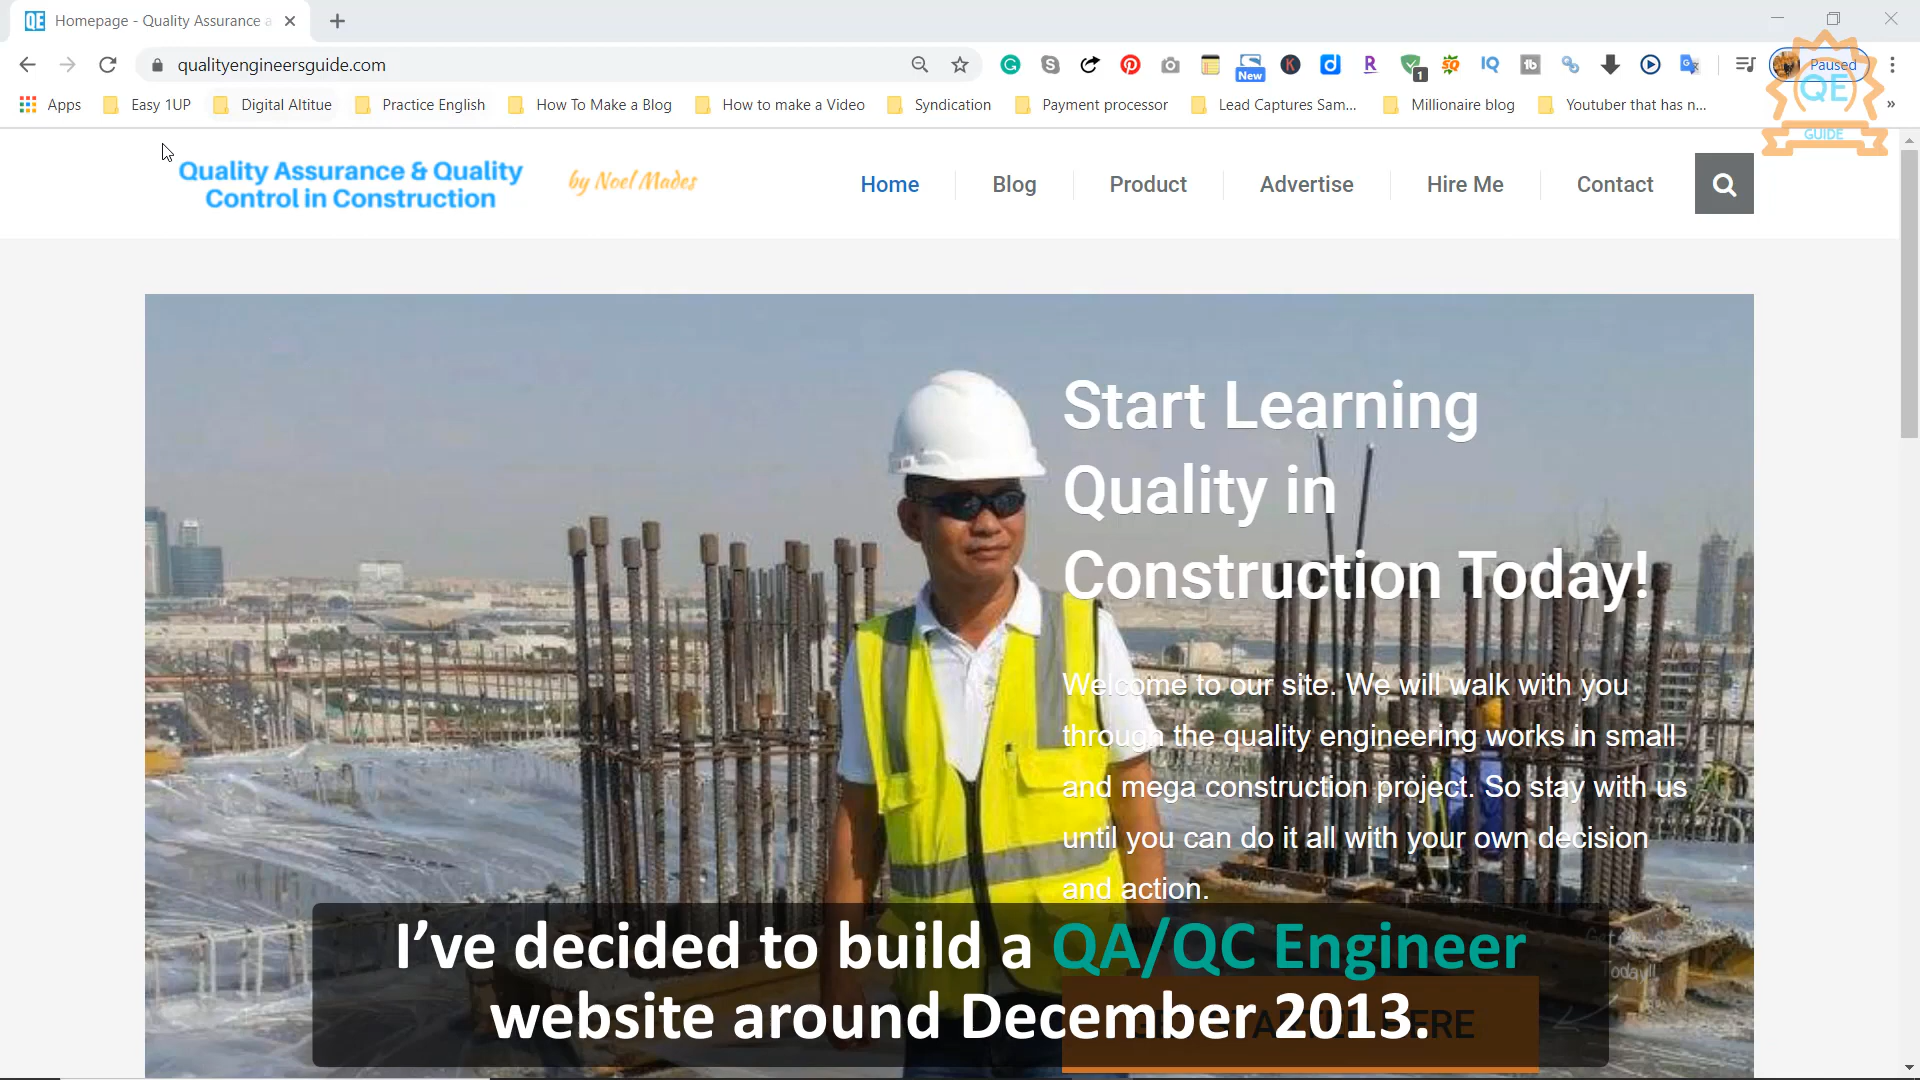 Homepage - Quality Assurance a
qualityengineersguide.com
New
1
Paused
Apps
Easy 1UP
Digital Altitue
Practice English
How To Make a Blog
How to make a Video
Syndication
Payment processor
Lead Captures Sam...
Millionaire blog
Youtuber that has n...
QE
GUIDE
Quality Assurance & Quality
Control in Construction
by Noel Mades
Home
Blog
Product
Advertise
Hire Me
Contact
Start Learning
Quality in
Construction Today!
Welcome to our site. We will walk with you
through the quality engineering works in small
and mega construction project. So stay with us
until you can do it all with your own decision
and action.
I’ve decided to build a QA/QC Engineer
website around December 2013.